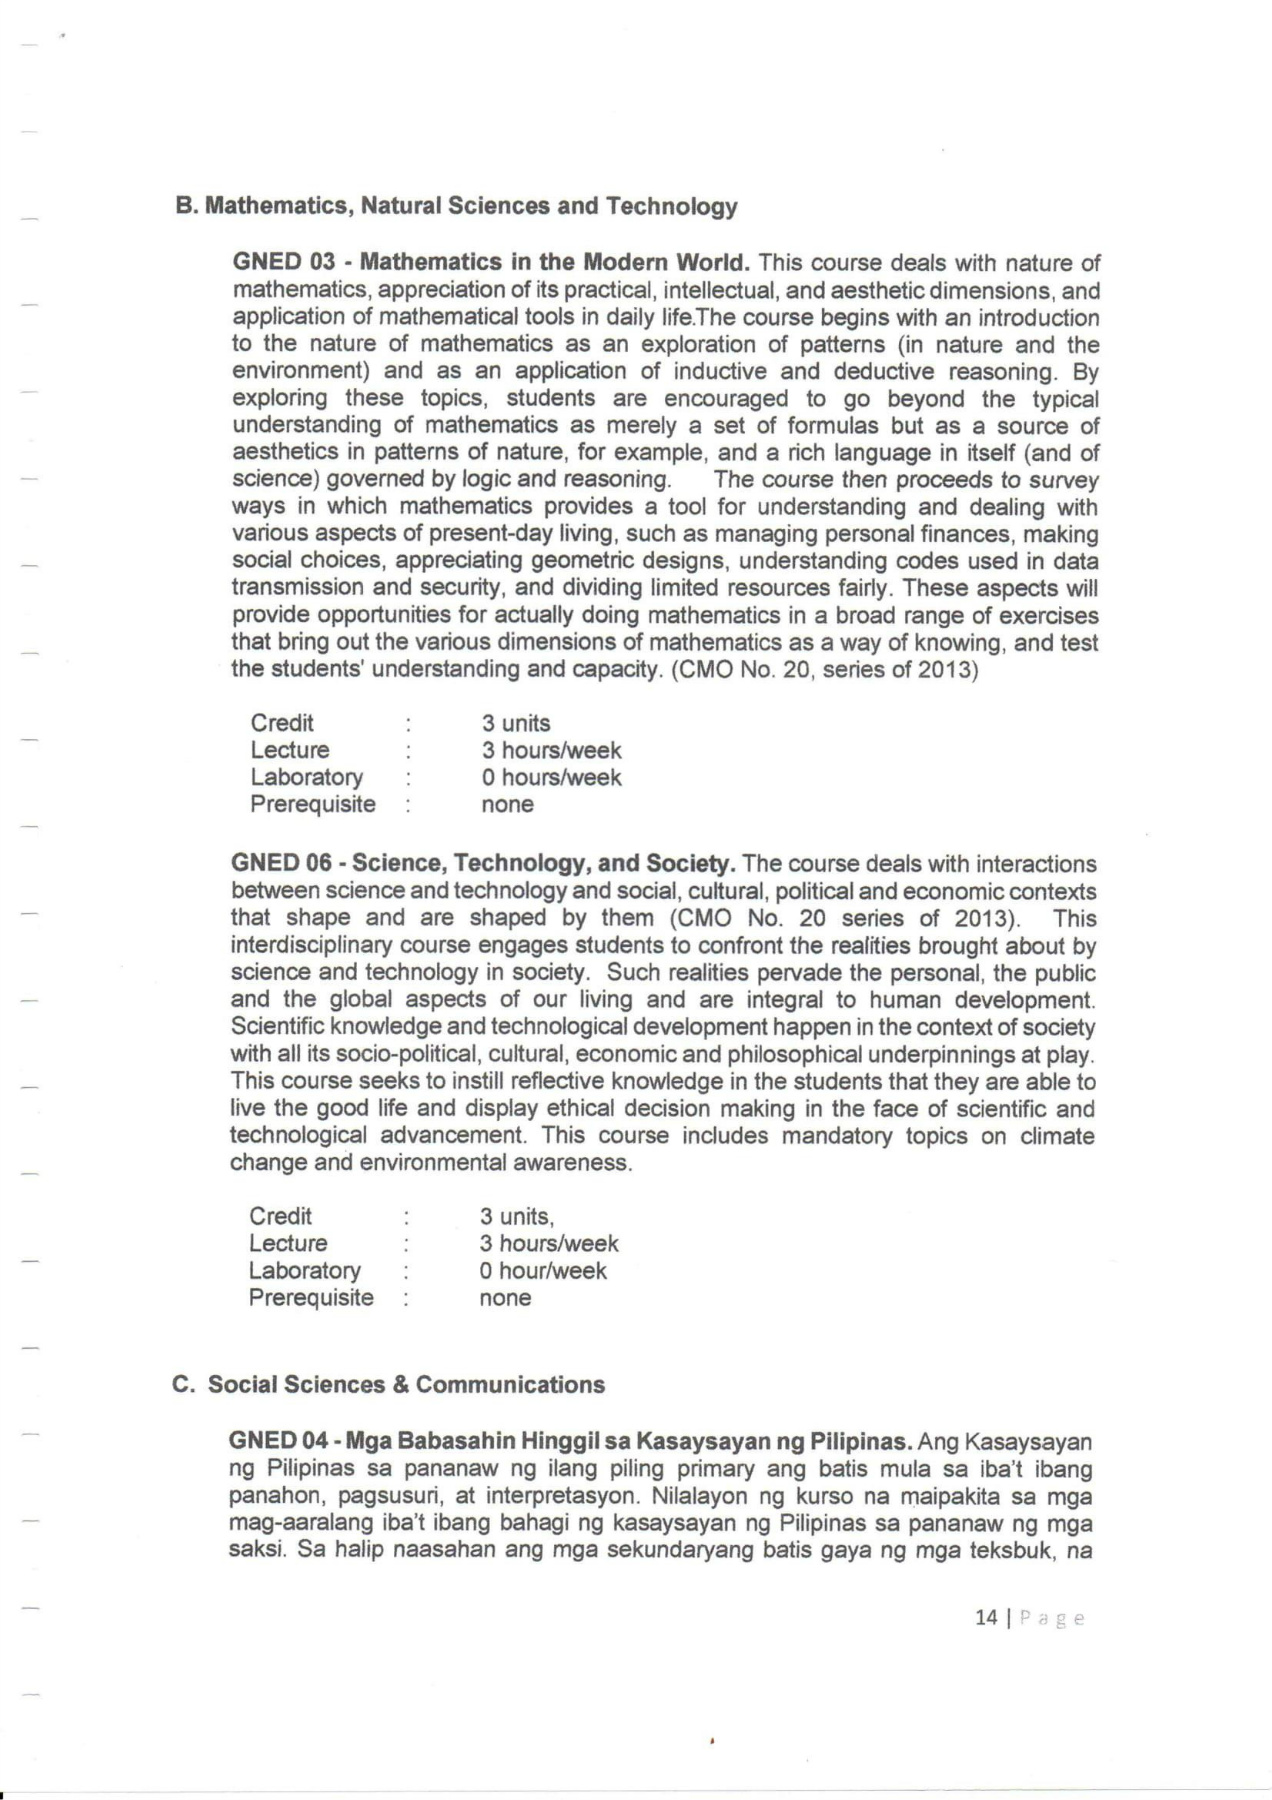 B. Mathematics, Natural Sciences and Technology
GNED 03 - Mathematics in the Modern World. This course deals with nature of
mathematics, appreciation of its practical, intellectual, and aesthetic dimensions, and
application of mathematical tools in daily life.The course begins with an introduction
to the nature of mathematics as an exploration of patterns (in nature and the
environment) and as an application of inductive and deductive reasoning. By
exploring these topics, students are encouraged to go beyond the typical
understanding of mathematics as merely a set of formulas but as a source of
aesthetics in patterns of nature, for example, and a rich language in itself (and of
science) governed by logic and reasoning. The course then proceeds to survey
ways in which mathematics provides a tool for understanding and dealing with
various aspects of present-day living, such as managing personal finances, making
social choices, appreciating geometric designs, understanding codes used in data
transmission and security, and dividing limited resources fairly. These aspects will
provide opportunities for actually doing mathematics in a broad range of exercises
that bring out the various dimensions of mathematics as a way of knowing, and test
the students' understanding and capacity. (CMO No. 20, series of 2013)
Credit : 3 units
Lecture : 3 hours/week
Laboratory : 0 hours/week
Prerequisite : none
GNED 06 - Science, Technology, and Society. The course deals with interactions
between science and technology and social, cultural, political and economic contexts
that shape and are shaped by them (CMO No. 20 series of 2013). This
interdisciplinary course engages students to confront the realities brought about by
science and technology in society. Such realities pervade the personal, the public
and the global aspects of our living and are integral to human development.
Scientific knowledge and technological development happen in the context of society
with all its socio-political, cultural, economic and philosophical underpinnings at play.
This course seeks to instill reflective knowledge in the students that they are able to
live the good life and display ethical decision making in the face of scientific and
technological advancement. This course includes mandatory topics on climate
change and environmental awareness.
Credit : 3 units,
Lecture : 3 hours/week
Laboratory : 0 hour/week
Prerequisite : none
C. Social Sciences & Communications
GNED 04 - Mga Babasahin Hinggil sa Kasaysayan ng Pilipinas. Ang Kasaysayan
ng Pilipinas sa pananaw ng ilang piling primary ang batis mula sa iba't ibang
panahon, pagsusuri, at interpretasyon. Nilalayon ng kurso na maipakita sa mga
mag-aaralang iba't ibang bahagi ng kasaysayan ng Pilipinas sa pananaw ng mga
saksi. Sa halip naasahan ang mga sekundaryang batis gaya ng mga teksbuk, na
14 | Page